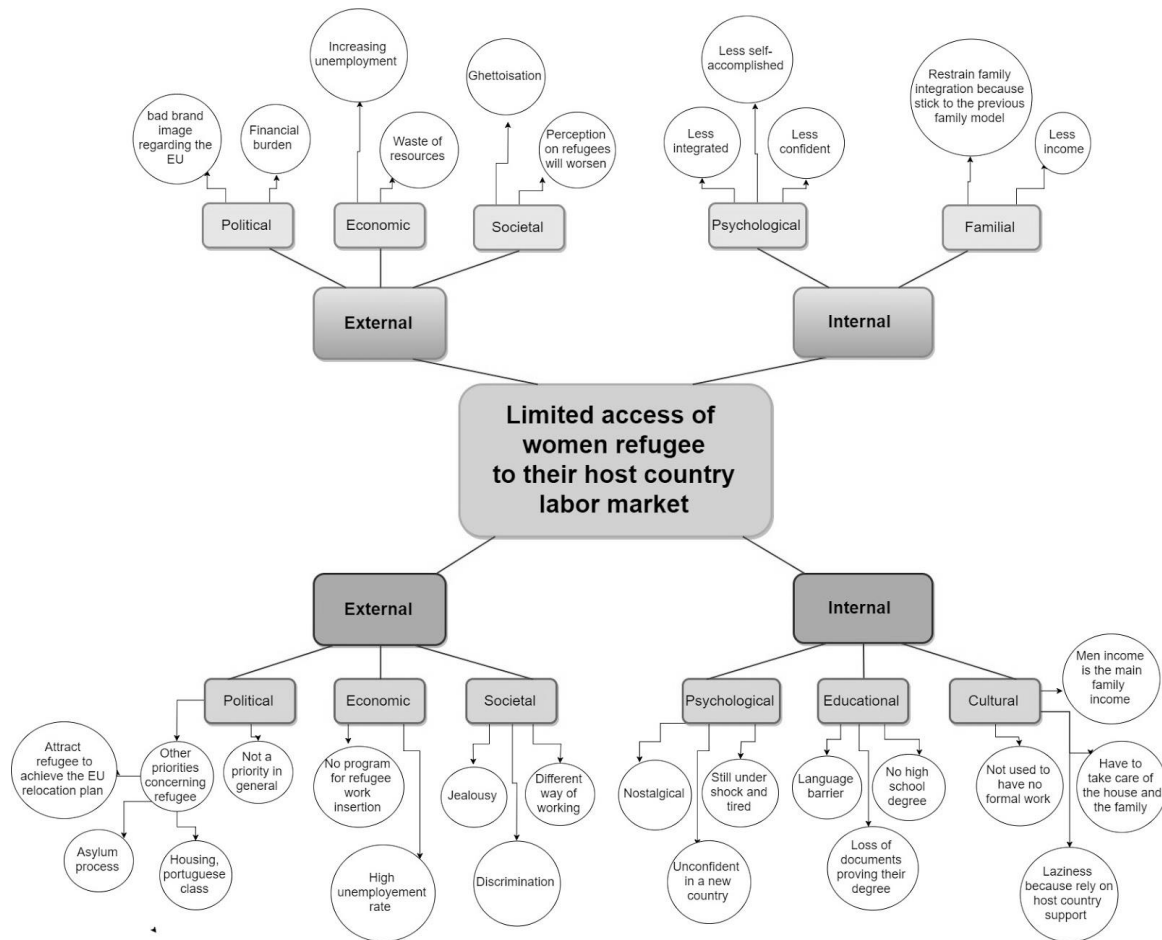 Increasing
unemployment
Ghettoisation
Less self-
accomplished
Restrain family
integration because
stick to the previous
family model
bad brand
image
regarding the
EU
Financial
burden
Waste of
resources
Perception
on refugees
will worsen
Less
integrated
Less
confident
Less
income
Political
Economic
Societal
Psychological
Familial
External
Internal
Limited access of
women refugee
to their host country
labor market
External
Internal
Political
Economic
Societal
Psychological
Educational
Cultural
Men income
is the main
family
income
Attract
refugee to
achieve the EU
relocation plan
Other
priorities
concerning
refugee
Not a
priority in
general
No program
for refugee
work
insertion
Jealousy
Different
way of
working
Nostalgical
Still under
shock and
tired
Language
barrier
No high
school
degree
Not used to
have no
formal work
Have to
take care of
the house and
the family
Asylum
process
Housing,
portuguese
class
High
unemployement
rate
Discrimination
Unconfident
in a new
country
Loss of
documents
proving their
degree
Laziness
because rely on
host country
support